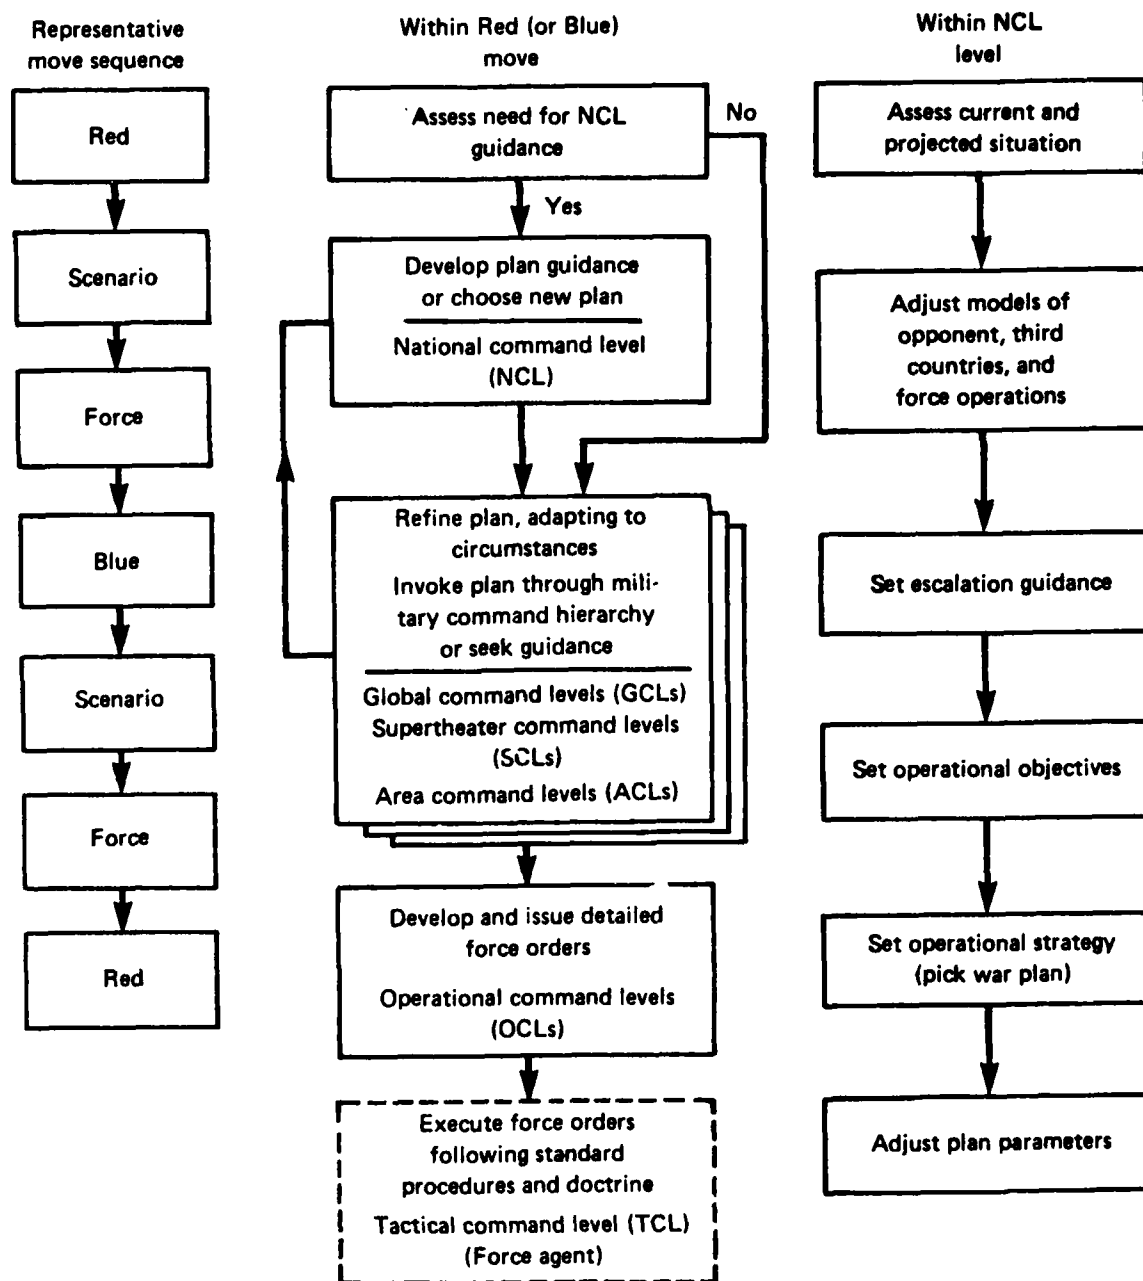 Representative
move sequence
Red
Scenario
Force
Blue
Scenario
Force
Red
Within Red (or Blue)
move
Assess need for NCL
guidance
No
Yes
Develop plan guidance
or choose new plan
National command level
(NCL)
Refine plan, adapting to
circumstances
Invoke plan through mili-
tary command hierarchy
or seek guidance
Global command levels (GCLs)
Supertheater command levels
(SCLs)
Area command levels (ACLs)
Develop and issue detailed
force orders
Operational command levels
(OCLs)
Execute force orders
following standard
procedures and doctrine
Tactical command level (TCL)
(Force agent)
Within NCL
level
Assess current and
projected situation
Adjust models of
opponent, third
countries, and
force operations
Set escalation guidance
Set operational objectives
Set operational strategy
(pick war plan)
Adjust plan parameters